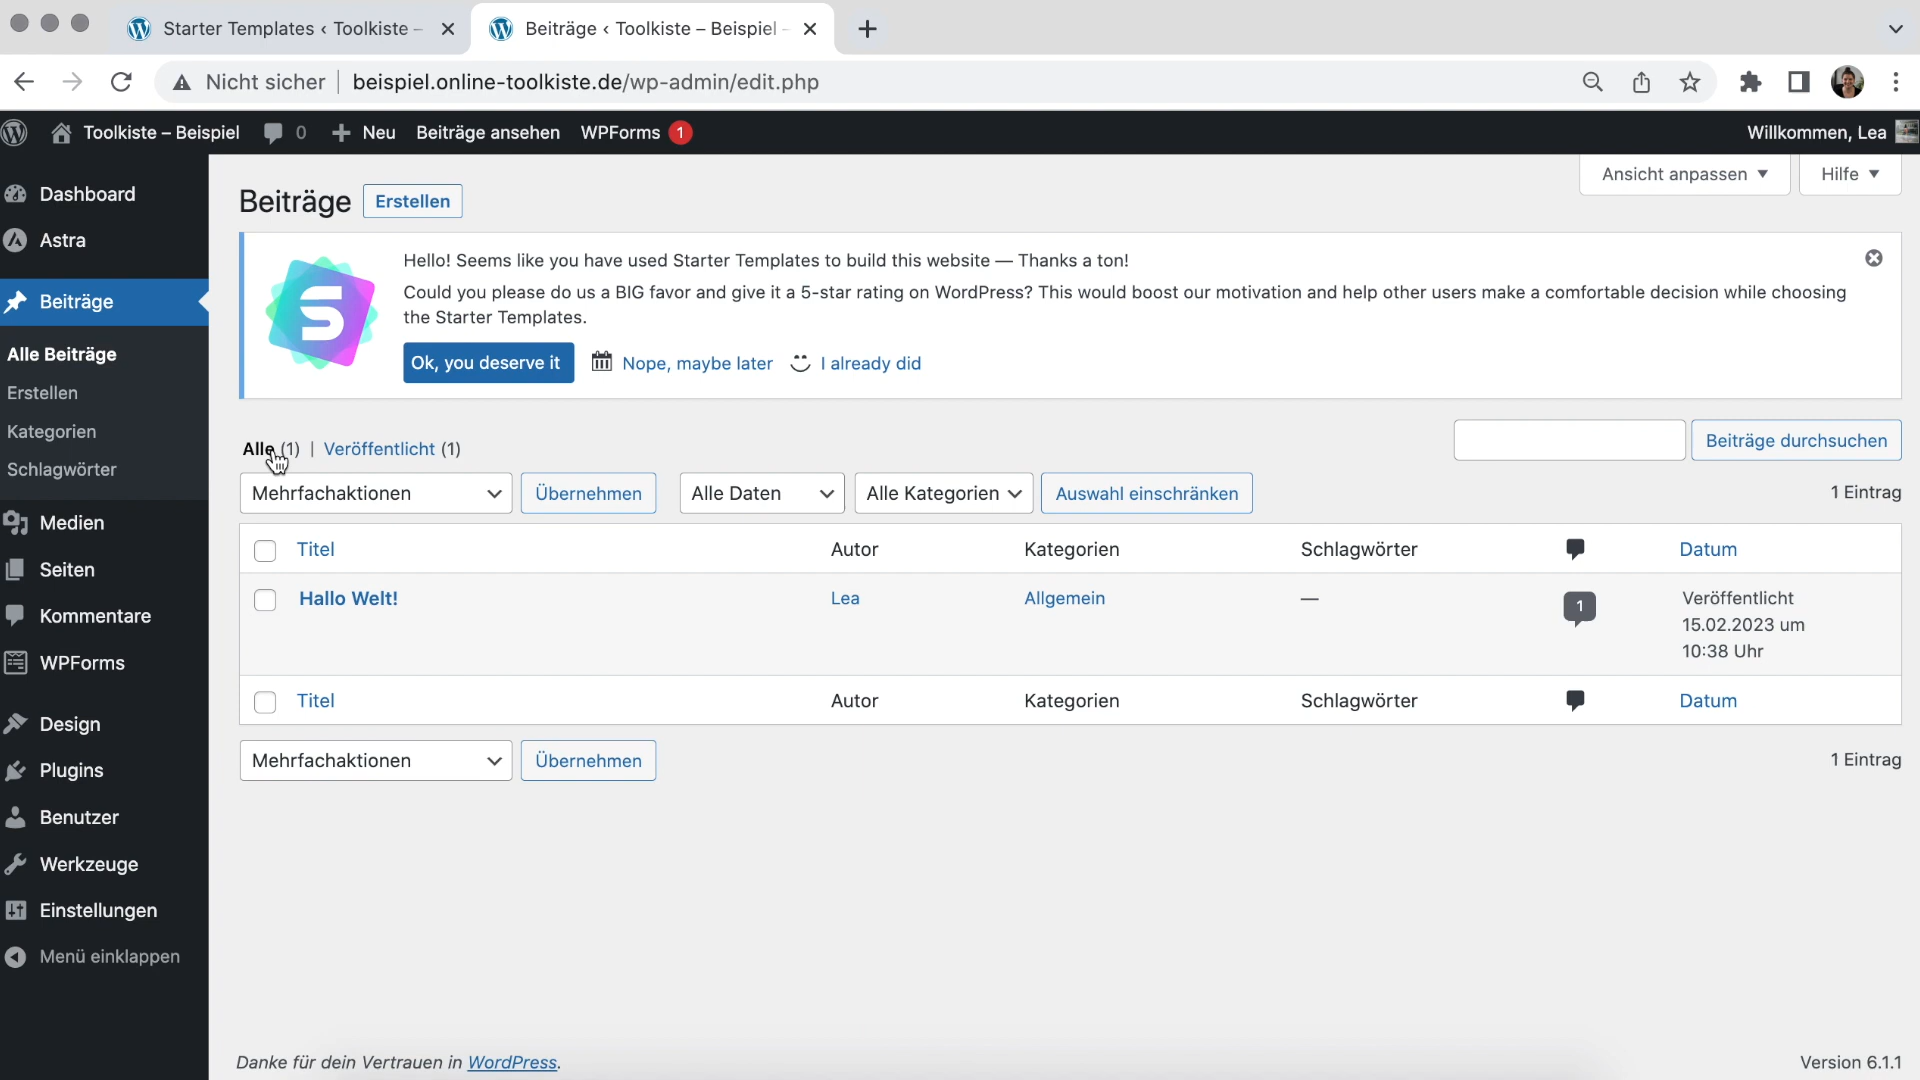 Starter Templates ‹ Toolkiste –
Beiträge ‹ Toolkiste – Beispiel –
Nicht sicher
beispiel.online-toolkiste.de/wp-admin/edit.php
Toolkiste – Beispiel
0
Neu
Beiträge ansehen
WPForms
1
Willkommen, Lea
Dashboard
Astra
Beiträge
Alle Beiträge
Erstellen
Kategorien
Schlagwörter
Medien
Seiten
Kommentare
WPForms
Design
Plugins
Benutzer
Werkzeuge
Einstellungen
Menü einklappen
Ansicht anpassen
Hilfe
Beiträge
Erstellen
S
Hello! Seems like you have used Starter Templates to build this website — Thanks a ton!
Could you please do us a BIG favor and give it a 5-star rating on WordPress? This would boost our motivation and help other users make a comfortable decision while choosing
the Starter Templates.
Ok, you deserve it
Nope, maybe later
I already did
Alle (1) | Veröffentlicht (1)
Beiträge durchsuchen
Mehrfachaktionen
Übernehmen
Alle Daten
Alle Kategorien
Auswahl einschränken
1 Eintrag
Titel Autor Kategorien Schlagwörter Datum
Hallo Welt! Lea Allgemein — 1 Veröffentlicht
15.02.2023 um
10:38 Uhr
Titel Autor Kategorien Schlagwörter Datum
Mehrfachaktionen
Übernehmen
1 Eintrag
Danke für dein Vertrauen in WordPress.
Version 6.1.1